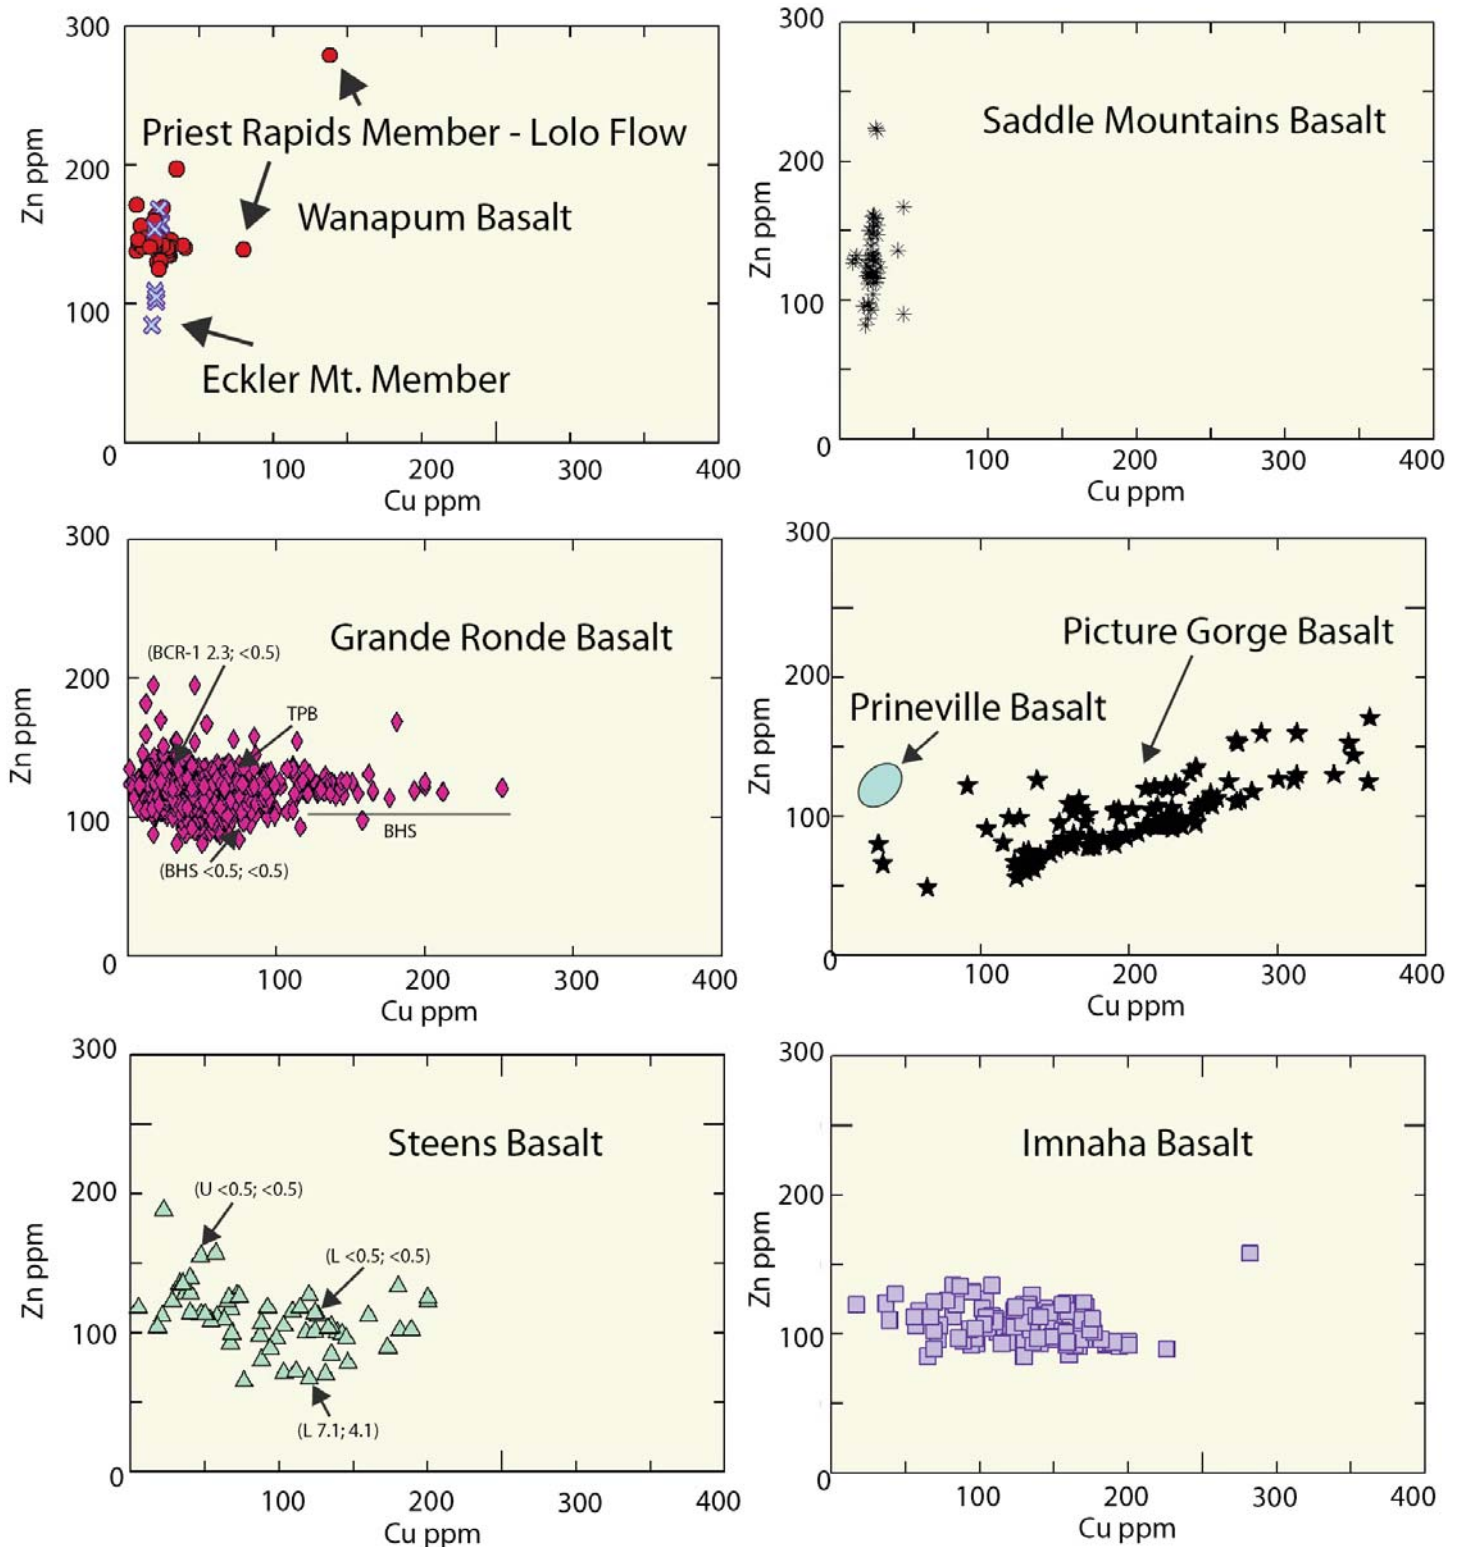 300
200
100
0
Zn ppm
Priest Rapids Member - Lolo Flow
Wanapum Basalt
Eckler Mt. Member
100 200 300 400
Cu ppm
300
200
100
0
Zn ppm
Saddle Mountains Basalt
100 200 300 400
Cu ppm
300
200
100
0
Zn ppm
Grande Ronde Basalt
(BCR-1 2.3; <0.5)
TPB
BHS
(BHS <0.5; <0.5)
100 200 300 400
Cu ppm
300
200
100
0
Zn ppm
Picture Gorge Basalt
Prineville Basalt
100 200 300 400
Cu ppm
300
200
100
0
Zn ppm
Steens Basalt
(U <0.5; <0.5)
(L <0.5; <0.5)
(L 7.1; 4.1)
100 200 300 400
Cu ppm
300
200
100
0
Zn ppm
Imnaha Basalt
100 200 300 400
Cu ppm